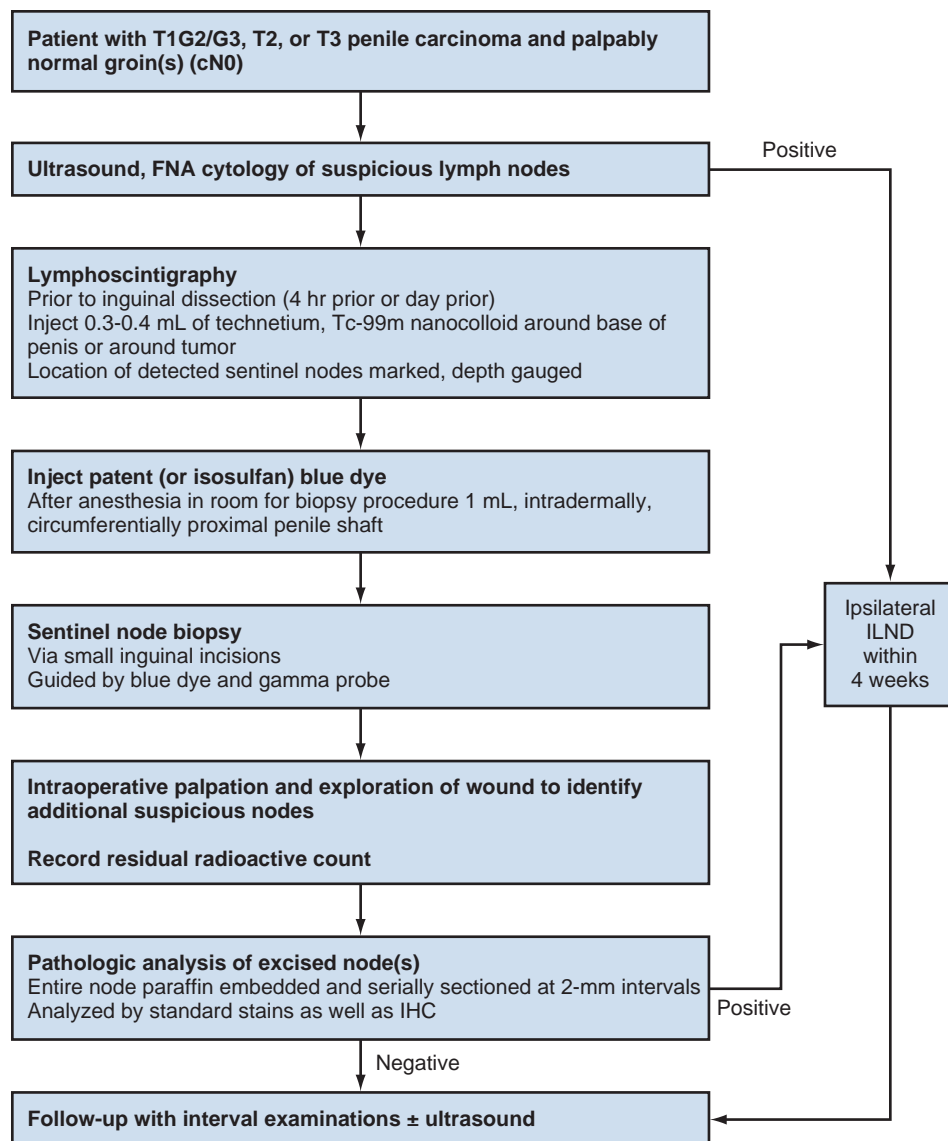 Patient with T1G2/G3, T2, or T3 penile carcinoma and palpably
normal groin(s) (cN0)
Ultrasound, FNA cytology of suspicious lymph nodes
Positive
Lymphoscintigraphy
Prior to inguinal dissection (4 hr prior or day prior)
Inject 0.3-0.4 mL of technetium, Tc-99m nanocolloid around base of
penis or around tumor
Location of detected sentinel nodes marked, depth gauged
Inject patent (or isosulfan) blue dye
After anesthesia in room for biopsy procedure 1 mL, intradermally,
circumferentially proximal penile shaft
Sentinel node biopsy
Via small inguinal incisions
Guided by blue dye and gamma probe
Ipsilateral
ILND
within
4 weeks
Intraoperative palpation and exploration of wound to identify
additional suspicious nodes
Record residual radioactive count
Pathologic analysis of excised node(s)
Entire node paraffin embedded and serially sectioned at 2-mm intervals
Analyzed by standard stains as well as IHC
Positive
Negative
Follow-up with interval examinations ± ultrasound